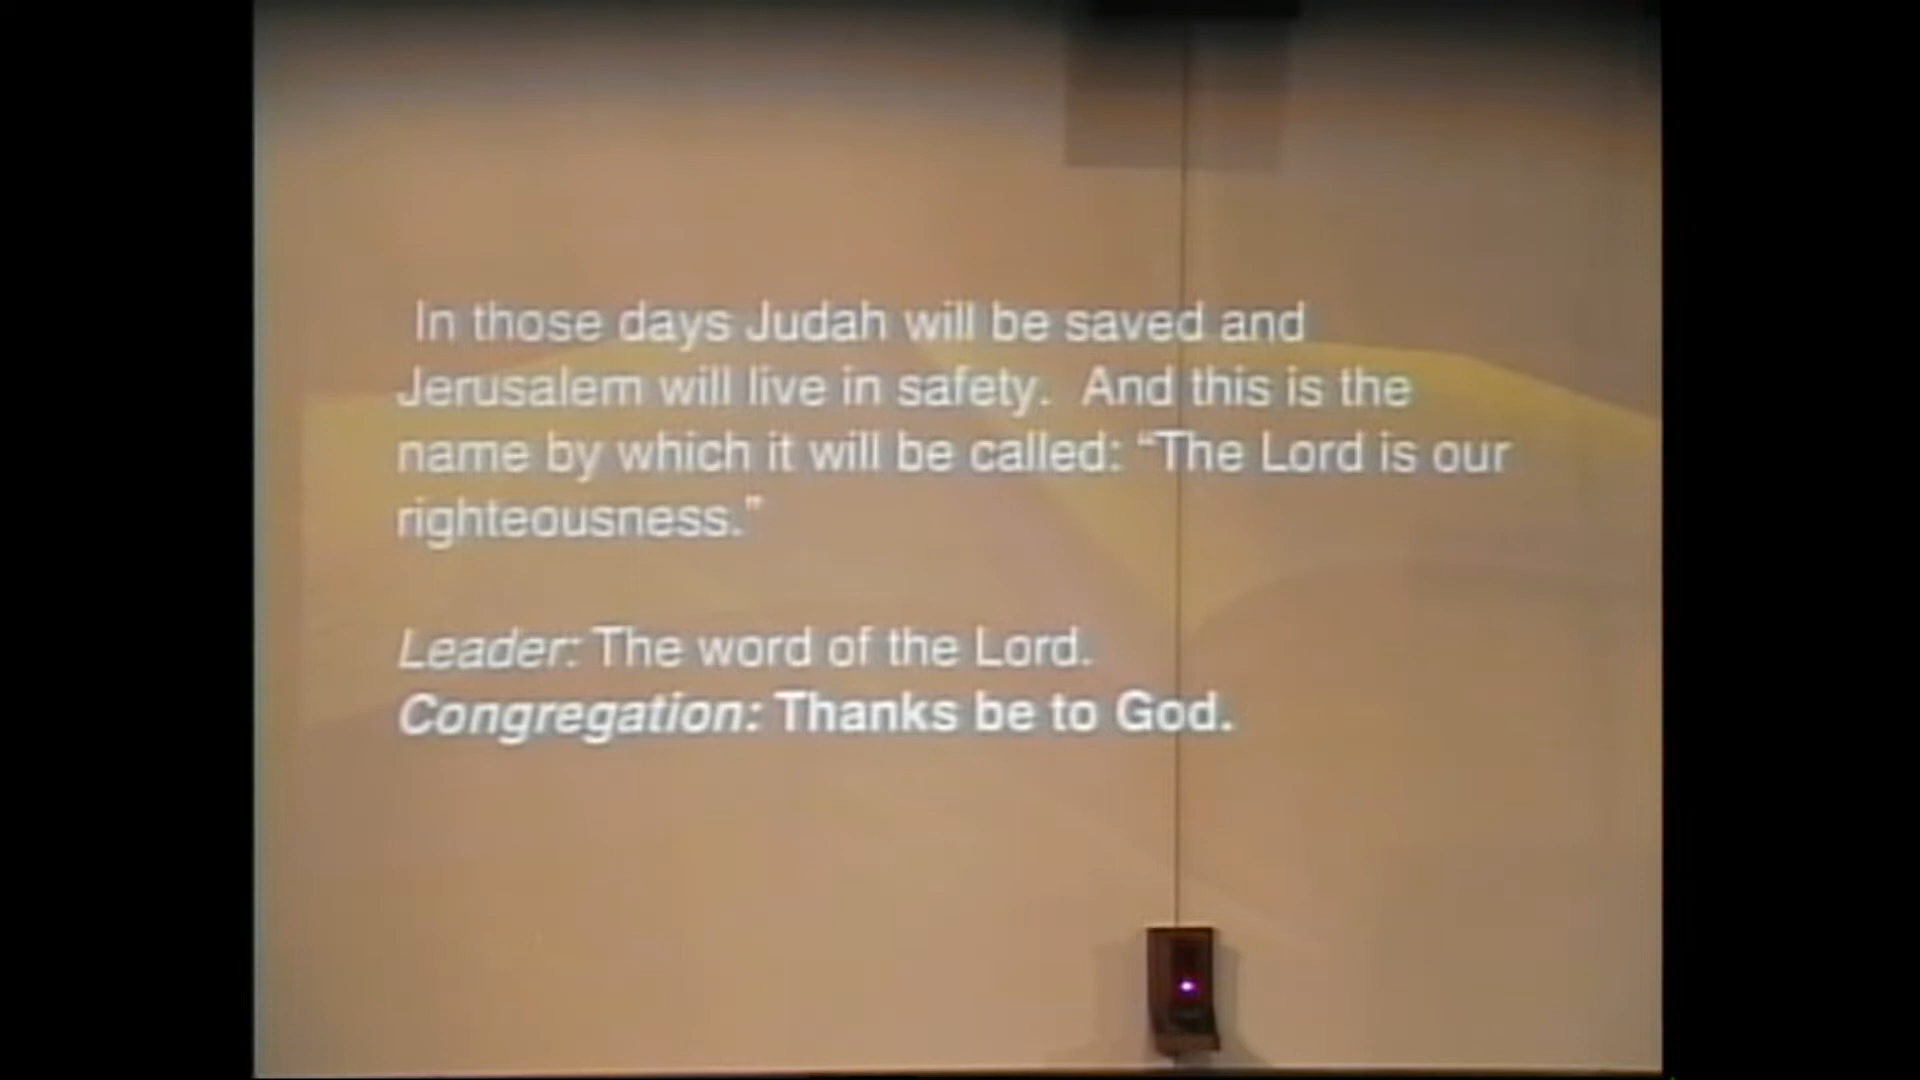 In those days Judah will be saved and
Jerusalem will live in safety. And this is the
name by which it will be called: “The Lord is our
righteousness.”
Leader: The word of the Lord.
Congregation: Thanks be to God.